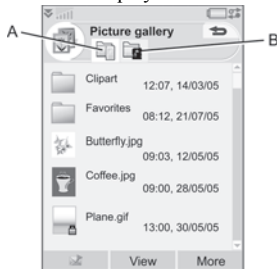 A
Picture gallery
B
Clipart
12:07, 14/03/05
Favorites
08:12, 21/07/05
Butterfly.jpg
09:03, 12/05/05
Coffee.jpg
09:00, 28/05/05
Plane.gif
13:00, 30/05/05
View More